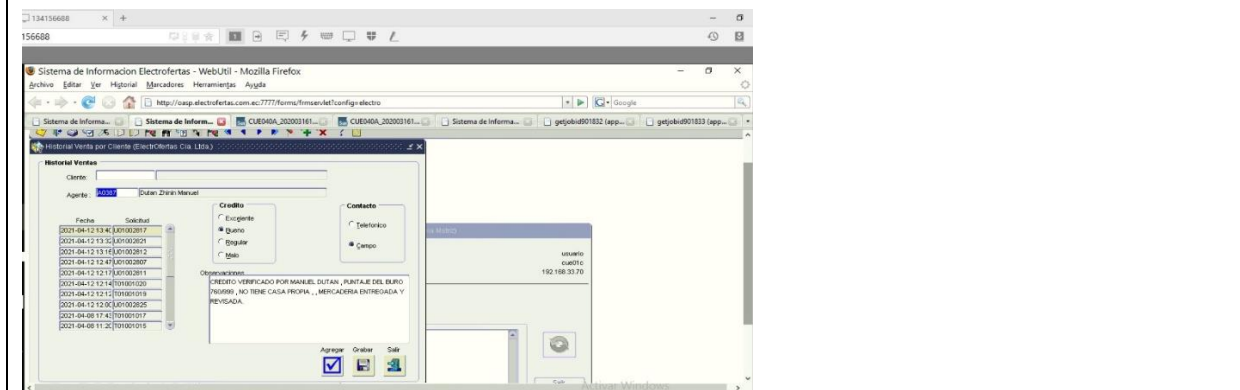 134156688
156688
Sistema de Informacion Electrofertas - WebUtil - Mozilla Firefox
Archivo Editar Ver Historial Marcadores Herramientas Ayuda
http://oasp.electrofertas.com.ec:7777/forms/frmservlet?config=electro
Google
Sistema de Informa... Sistema de Inform... CUE040A_202003161... CUE040A_202003161... Sistema de Informa... getjobid901832 (app... getjobid901833 (app...
Historial Venta por Cliente (ElectrOfertas Cia. Ltda.)
Historial Ventas
Cliente:
Agente: A0387 Dutan Zhinin Manuel
Credito
Contacto
Excelente
Bueno
Regular
Malo
Telefonico
Campo
Fecha Solicitud
2021-04-12 13:40 U01002817
2021-04-12 13:32 U01002821
2021-04-12 13:16 U01002812
2021-04-12 12:47 U01002807
2021-04-12 12:17 U01002811
2021-04-12 12:14 T01001020
2021-04-12 12:12 T01001019
2021-04-12 12:00 U01002825
2021-04-08 17:43 T01001017
2021-04-08 11:20 T01001015
Observaciones
CREDITO VERIFICADO POR MANUEL DUTAN , PUNTAJE DEL BURO
760/999 , NO TIENE CASA PROPIA , , MERCADERIA ENTREGADA Y
REVISADA.
Agregar Grabar Salir
usuario
cue01c
192.168.33.70
Salir
Activar Windows